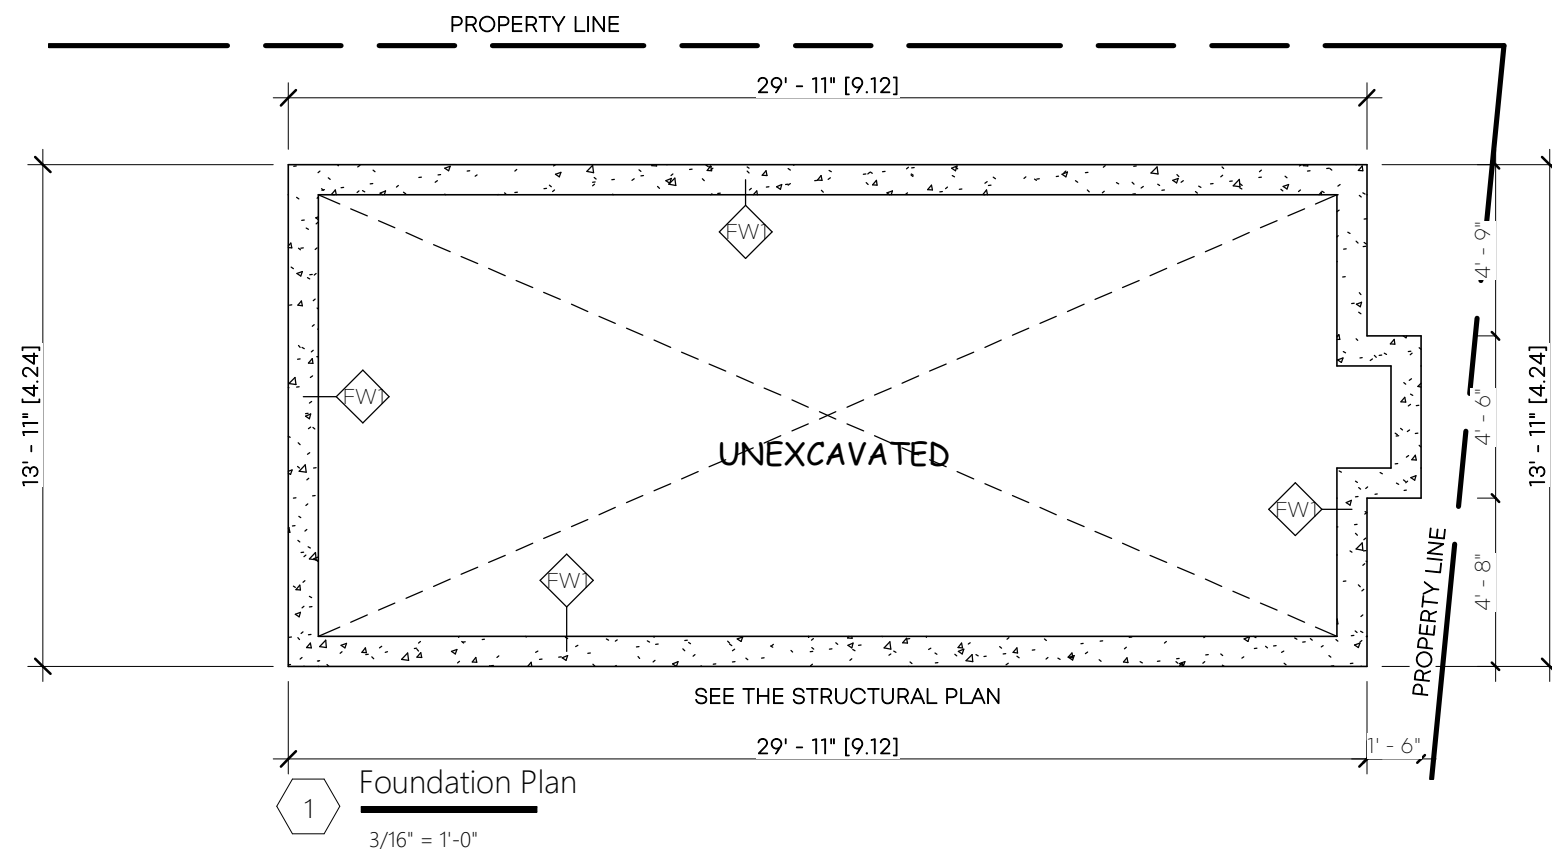 PROPERTY LINE
29' - 11" [9.12]
13' - 11" [4.24]
FW1
4' - 9"
FW1
4' - 6"
13' - 11" [4.24]
UNEXCAVATED
FW1
FW1
4' - 8"
PROPERTY LINE
SEE THE STRUCTURAL PLAN
29' - 11" [9.12]
1' - 6"
1
Foundation Plan
3/16" = 1'-0"